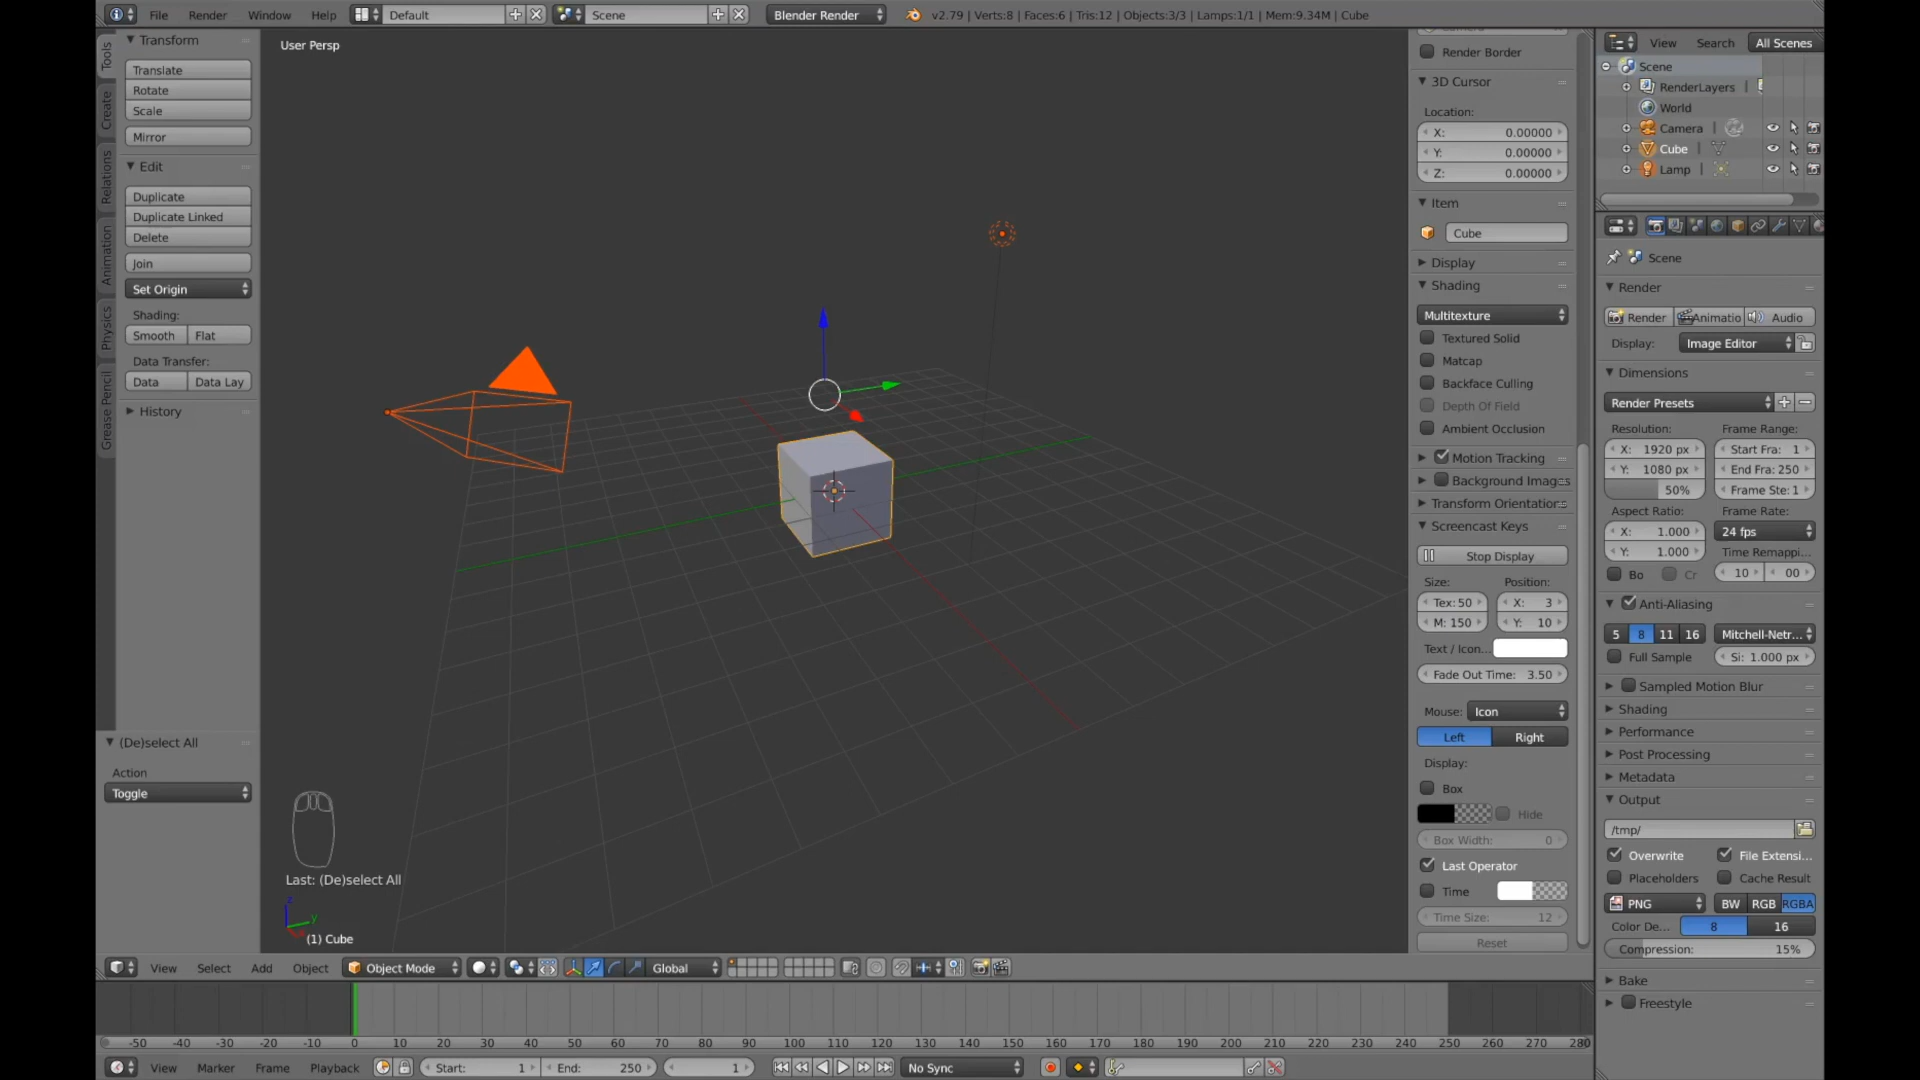 File Render Window Help Default Scene Blender Render v2.79 | Verts:8 | Faces:6 | Tris:12 | Objects:3/3 | Lamps:1/1 | Mem:9.34M | Cube
Tools
Create
Relations
Animation
Physics
Grease Pencil
Transform
Translate
Rotate
Scale
Mirror
Edit
Duplicate
Duplicate Linked
Delete
Join
Set Origin
Shading:
Smooth Flat
Data Transfer:
Data Data Lay
History
(De)select All
Action
Toggle
User Persp
Last: (De)select All
z
y
(1) Cube
Render Border
3D Cursor
Location:
X: 0.00000
Y: 0.00000
Z: 0.00000
Item
Cube
Display
Shading
Multitexture
Textured Solid
Matcap
Backface Culling
Depth Of Field
Ambient Occlusion
Motion Tracking
Background Images
Transform Orientation
Screencast Keys
Stop Display
Size: Position:
Tex: 50 X: 3
M: 150 Y: 10
Text / Icon...
Fade Out Time: 3.50
Mouse: Icon
Left Right
Display:
Box
Hide
Box Width: 0
Last Operator
Time
Time Size: 12
Reset
View Search All Scenes
Scene
RenderLayers |
World
Camera |
Cube |
Lamp |
Scene
Render
Render Animatio Audio
Display: Image Editor
Dimensions
Render Presets
Resolution: Frame Range:
X: 1920 px Start Fra: 1
Y: 1080 px End Fra: 250
50% Frame Ste: 1
Aspect Ratio: Frame Rate:
X: 1.000 24 fps
Y: 1.000 Time Remappi...
Bo Cr 10 00
Anti-Aliasing
5 8 11 16 Mitchell-Netr...
Full Sample Si: 1.000 px
Sampled Motion Blur
Shading
Performance
Post Processing
Metadata
Output
/tmp/
Overwrite File Extensi...
Placeholders Cache Result
PNG BW RGB RGBA
Color De... 8 16
Compression: 15%
Bake
Freestyle
View Select Add Object Object Mode Global
-50 -40 -30 -20 -10 0 10 20 30 40 50 60 70 80 90 100 110 120 130 140 150 160 170 180 190 200 210 220 230 240 250 260 270 280
View Marker Frame Playback Start: 1 End: 250 1 No Sync